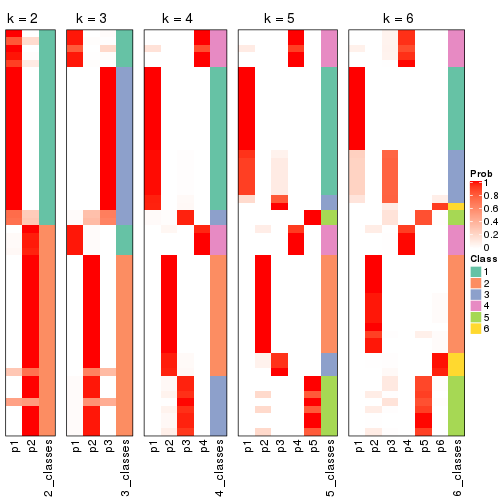 k = 2
k = 3
k = 4
k = 5
k = 6
p1
p2
2_classes
p1
p2
p3
3_classes
p1
p2
p3
p4
4_classes
p1
p2
p3
p4
p5
5_classes
p1
p2
p3
p4
p5
p6
6_classes
Prob
1
0.8
0.6
0.4
0.2
0
Class
1
2
3
4
5
6